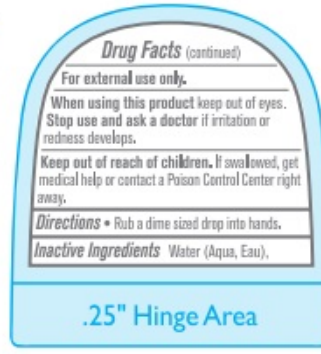 Drug Facts (continued)
For external use only.
When using this product keep out of eyes.
Stop use and ask a doctor if irritation or
redness develops.
Keep out of reach of children. If swallowed, get
medical help or contact a Poison Control Center right
away.
Directions • Rub a dime sized drop into hands.
Inactive Ingredients Water (Aqua, Eau),
.25" Hinge Area